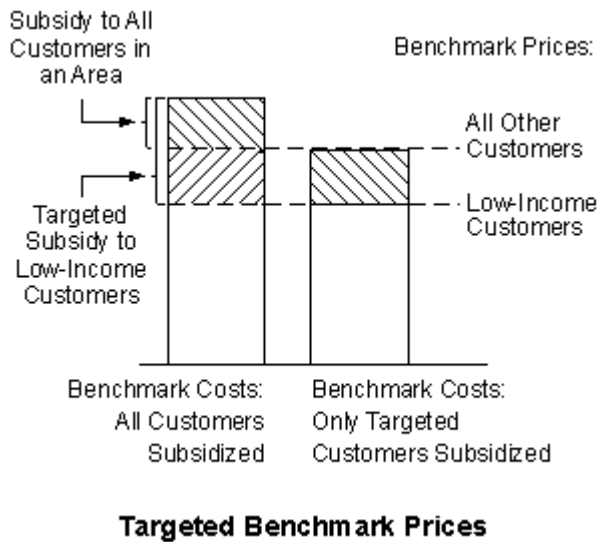 Subsidy to All
Customers in
an Area
Benchmark Prices:
All Other
Customers
Targeted
Subsidy to
Low-Income
Customers
Low-Income
Customers
Benchmark Costs:
All Customers
Subsidized
Benchmark Costs:
Only Targeted
Customers Subsidized
Targeted Benchmark Prices